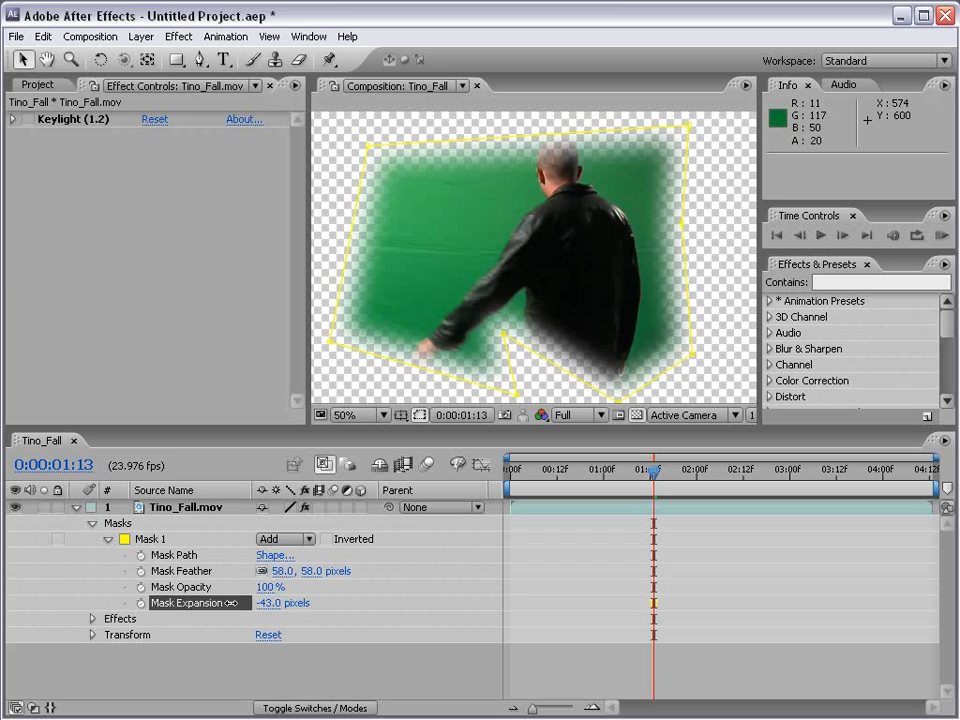 Adobe After Effects - Untitled Project.aep *
File Edit Composition Layer Effect Animation View Window Help
Workspace: Standard
Project Effect Controls: Tino_Fall.mov
Composition: Tino_Fall
Info Audio
Tino_Fall * Tino_Fall.mov
Keylight (1.2) Reset About...
R : 11 X : 574
G : 117 Y : 600
B : 50
A : 20
Time Controls
Effects & Presets
Contains:
* Animation Presets
3D Channel
Audio
Blur & Sharpen
Channel
Color Correction
Distort
50% 0:00:01:13 Full Active Camera 1
Tino_Fall
0:00:01:13 (23.976 fps)
:00f 00:12f 01:00f 02:00f 02:12f 03:00f 03:12f 04:00f 04:12f
# Source Name Parent
1 Tino_Fall.mov None
Masks
Mask 1 Add Inverted
Mask Path Shape...
Mask Feather 58.0, 58.0 pixels
Mask Opacity 100 %
Mask Expansion -43.0 pixels
Effects
Transform Reset
Toggle Switches / Modes